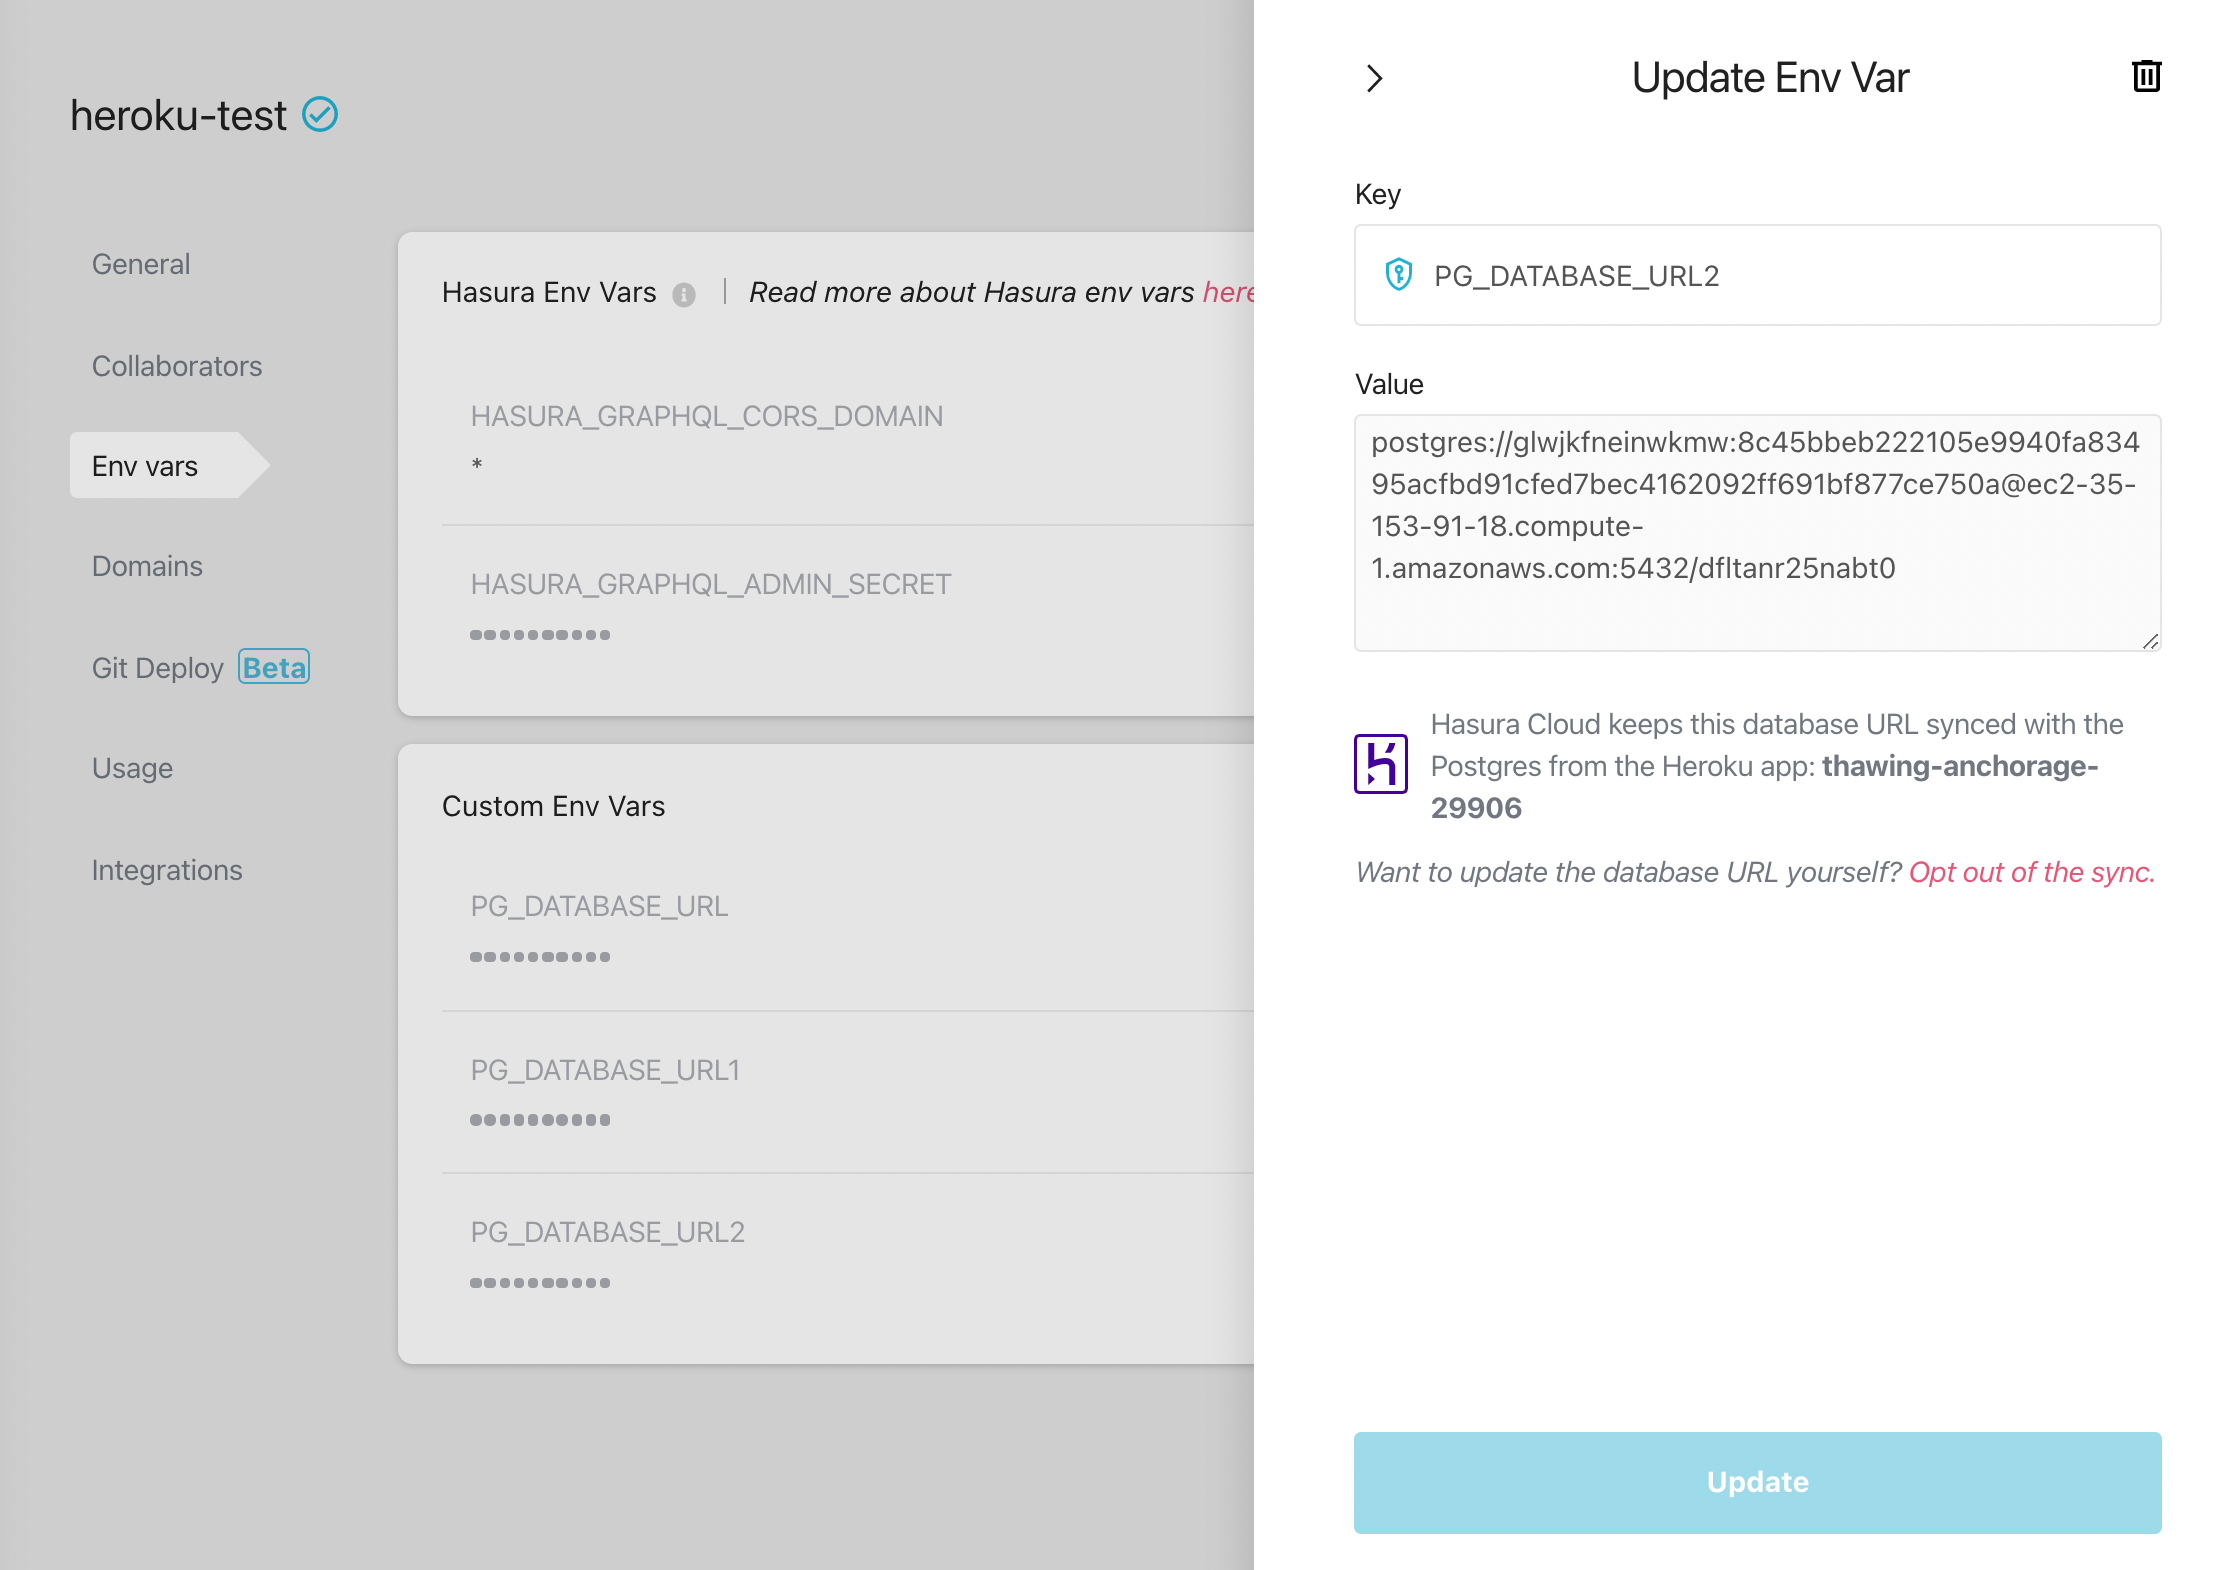 heroku-test
General
Collaborators
Env vars
Domains
Git Deploy Beta
Usage
Integrations
Hasura Env Vars | Read more about Hasura env vars here
HASURA_GRAPHQL_CORS_DOMAIN
*
HASURA_GRAPHQL_ADMIN_SECRET
••••••••••
Custom Env Vars
PG_DATABASE_URL
••••••••••
PG_DATABASE_URL1
••••••••••
PG_DATABASE_URL2
••••••••••
Update Env Var
Key
PG_DATABASE_URL2
Value
postgres://glwjkfneinwkmw:8c45bbeb222105e9940fa834
95acfbd91cfed7bec4162092ff691bf877ce750a@ec2-35-
153-91-18.compute-
1.amazonaws.com:5432/dfltanr25nabt0
Hasura Cloud keeps this database URL synced with the
Postgres from the Heroku app: thawing-anchorage-
29906
Want to update the database URL yourself? Opt out of the sync.
Update